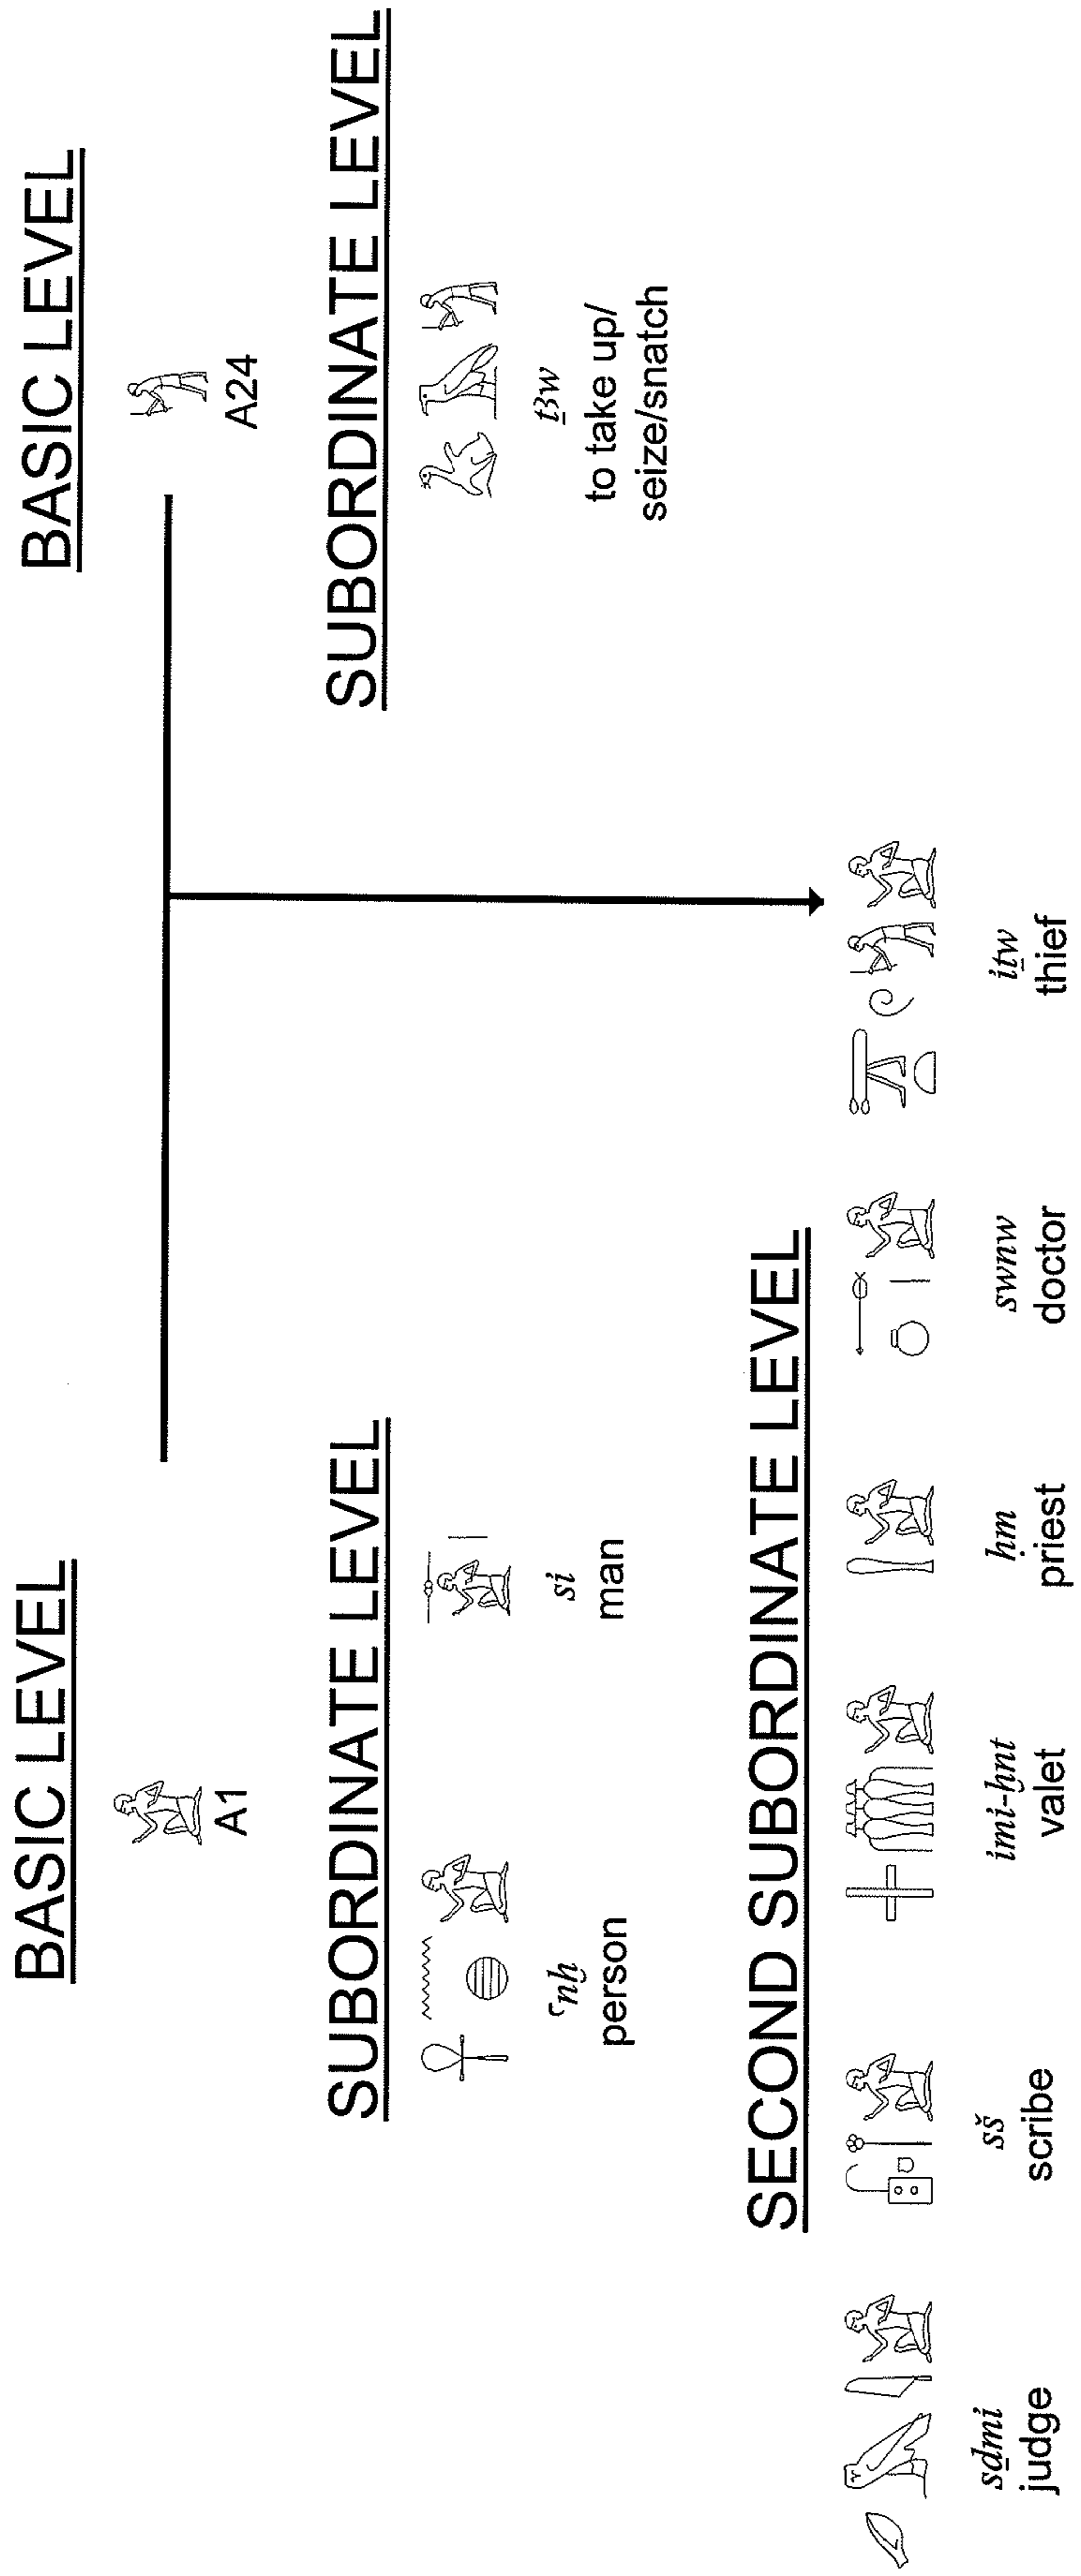 BASIC LEVEL
BASIC LEVEL
A1
A24
SUBORDINATE LEVEL
SUBORDINATE LEVEL
ꜥnḫ
person
si
man
ṯꜣw
to take up/
seize/snatch
SECOND SUBORDINATE LEVEL
sḏmi
judge
sš
scribe
imi-ḫnt
valet
ḥm
priest
swnw
doctor
iṯw
thief